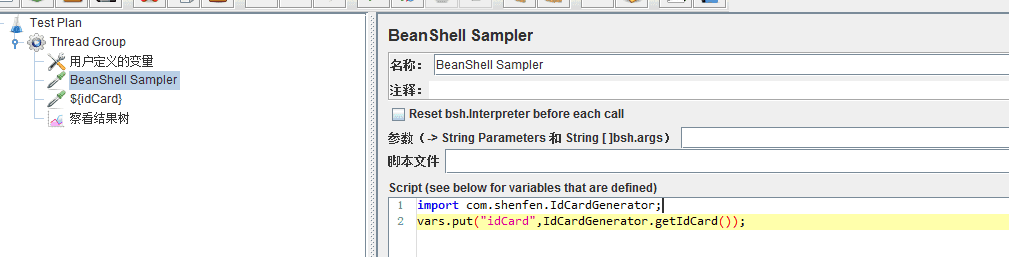 Test Plan
Thread Group
用户定义的变量
BeanShell Sampler
${idCard}
察看结果树
BeanShell Sampler
名称： BeanShell Sampler
注释：
Reset bsh.Interpreter before each call
参数（-> String Parameters 和 String [ ]bsh.args）
脚本文件
Script (see below for variables that are defined)
1 import com.shenfen.IdCardGenerator;
2 vars.put("idCard",IdCardGenerator.getIdCard());